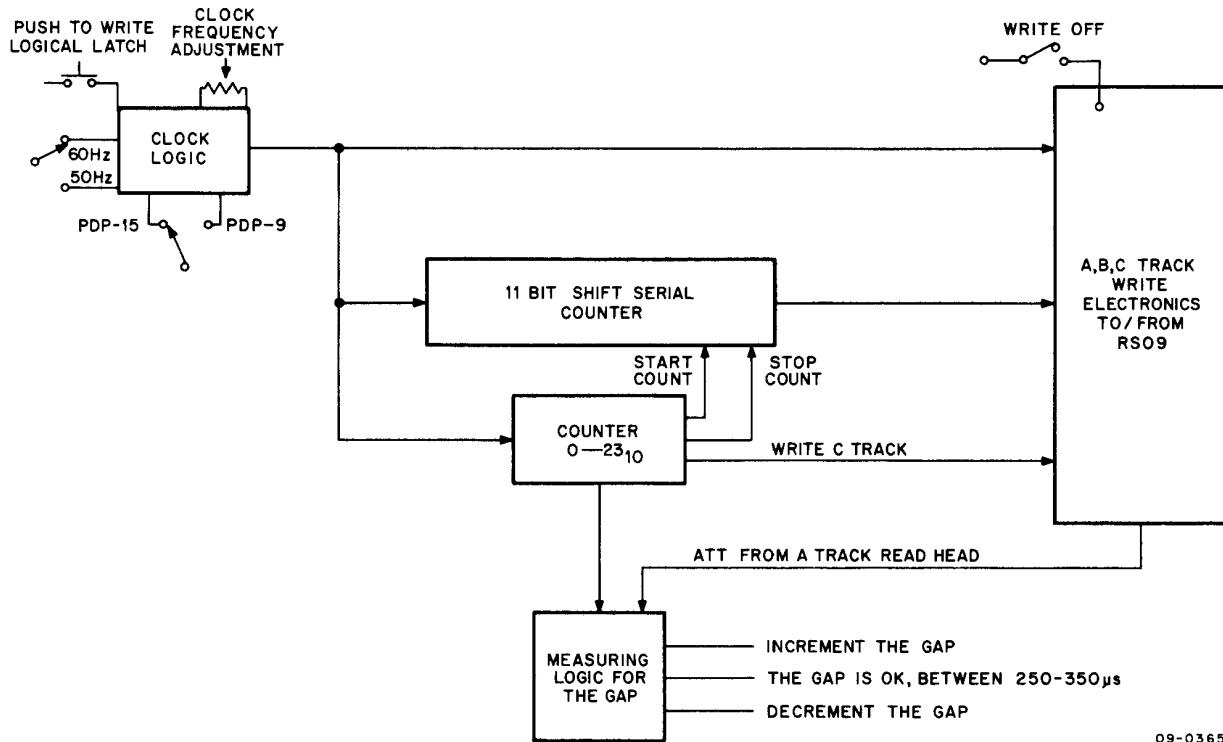 PUSH TO WRITE
LOGICAL LATCH
CLOCK
FREQUENCY
ADJUSTMENT
WRITE OFF
CLOCK
LOGIC
60Hz
50Hz
PDP-15
PDP-9
11 BIT SHIFT SERIAL
COUNTER
A,B,C TRACK
WRITE
ELECTRONICS
TO/FROM
RS09
START
COUNT
STOP
COUNT
COUNTER
0—23₁₀
WRITE C TRACK
ATT FROM A TRACK READ HEAD
MEASURING
LOGIC FOR
THE GAP
INCREMENT THE GAP
THE GAP IS OK, BETWEEN 250-350µs
DECREMENT THE GAP
09-0365